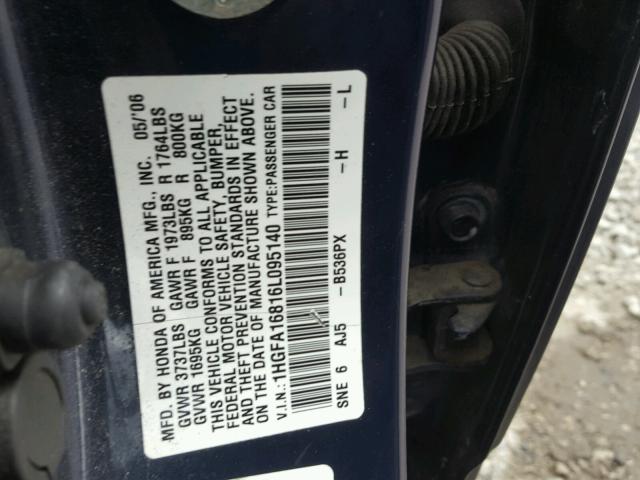 MFD. BY HONDA OF AMERICA MFG., INC. 05/'06
GVWR 3737LBS GAWR F 1973LBS R 1764LBS
GVWR 1695KG GAWR F 895KG R 800KG
THIS VEHICLE CONFORMS TO ALL APPLICABLE
FEDERAL MOTOR VEHICLE SAFETY, BUMPER,
AND THEFT PREVENTION STANDARDS IN EFFECT
ON THE DATE OF MANUFACTURE SHOWN ABOVE.
V.I.N.:1HGFA16816L095140 TYPE:PASSENGER CAR
SNE 6 AJ5 -B536PX -H -L